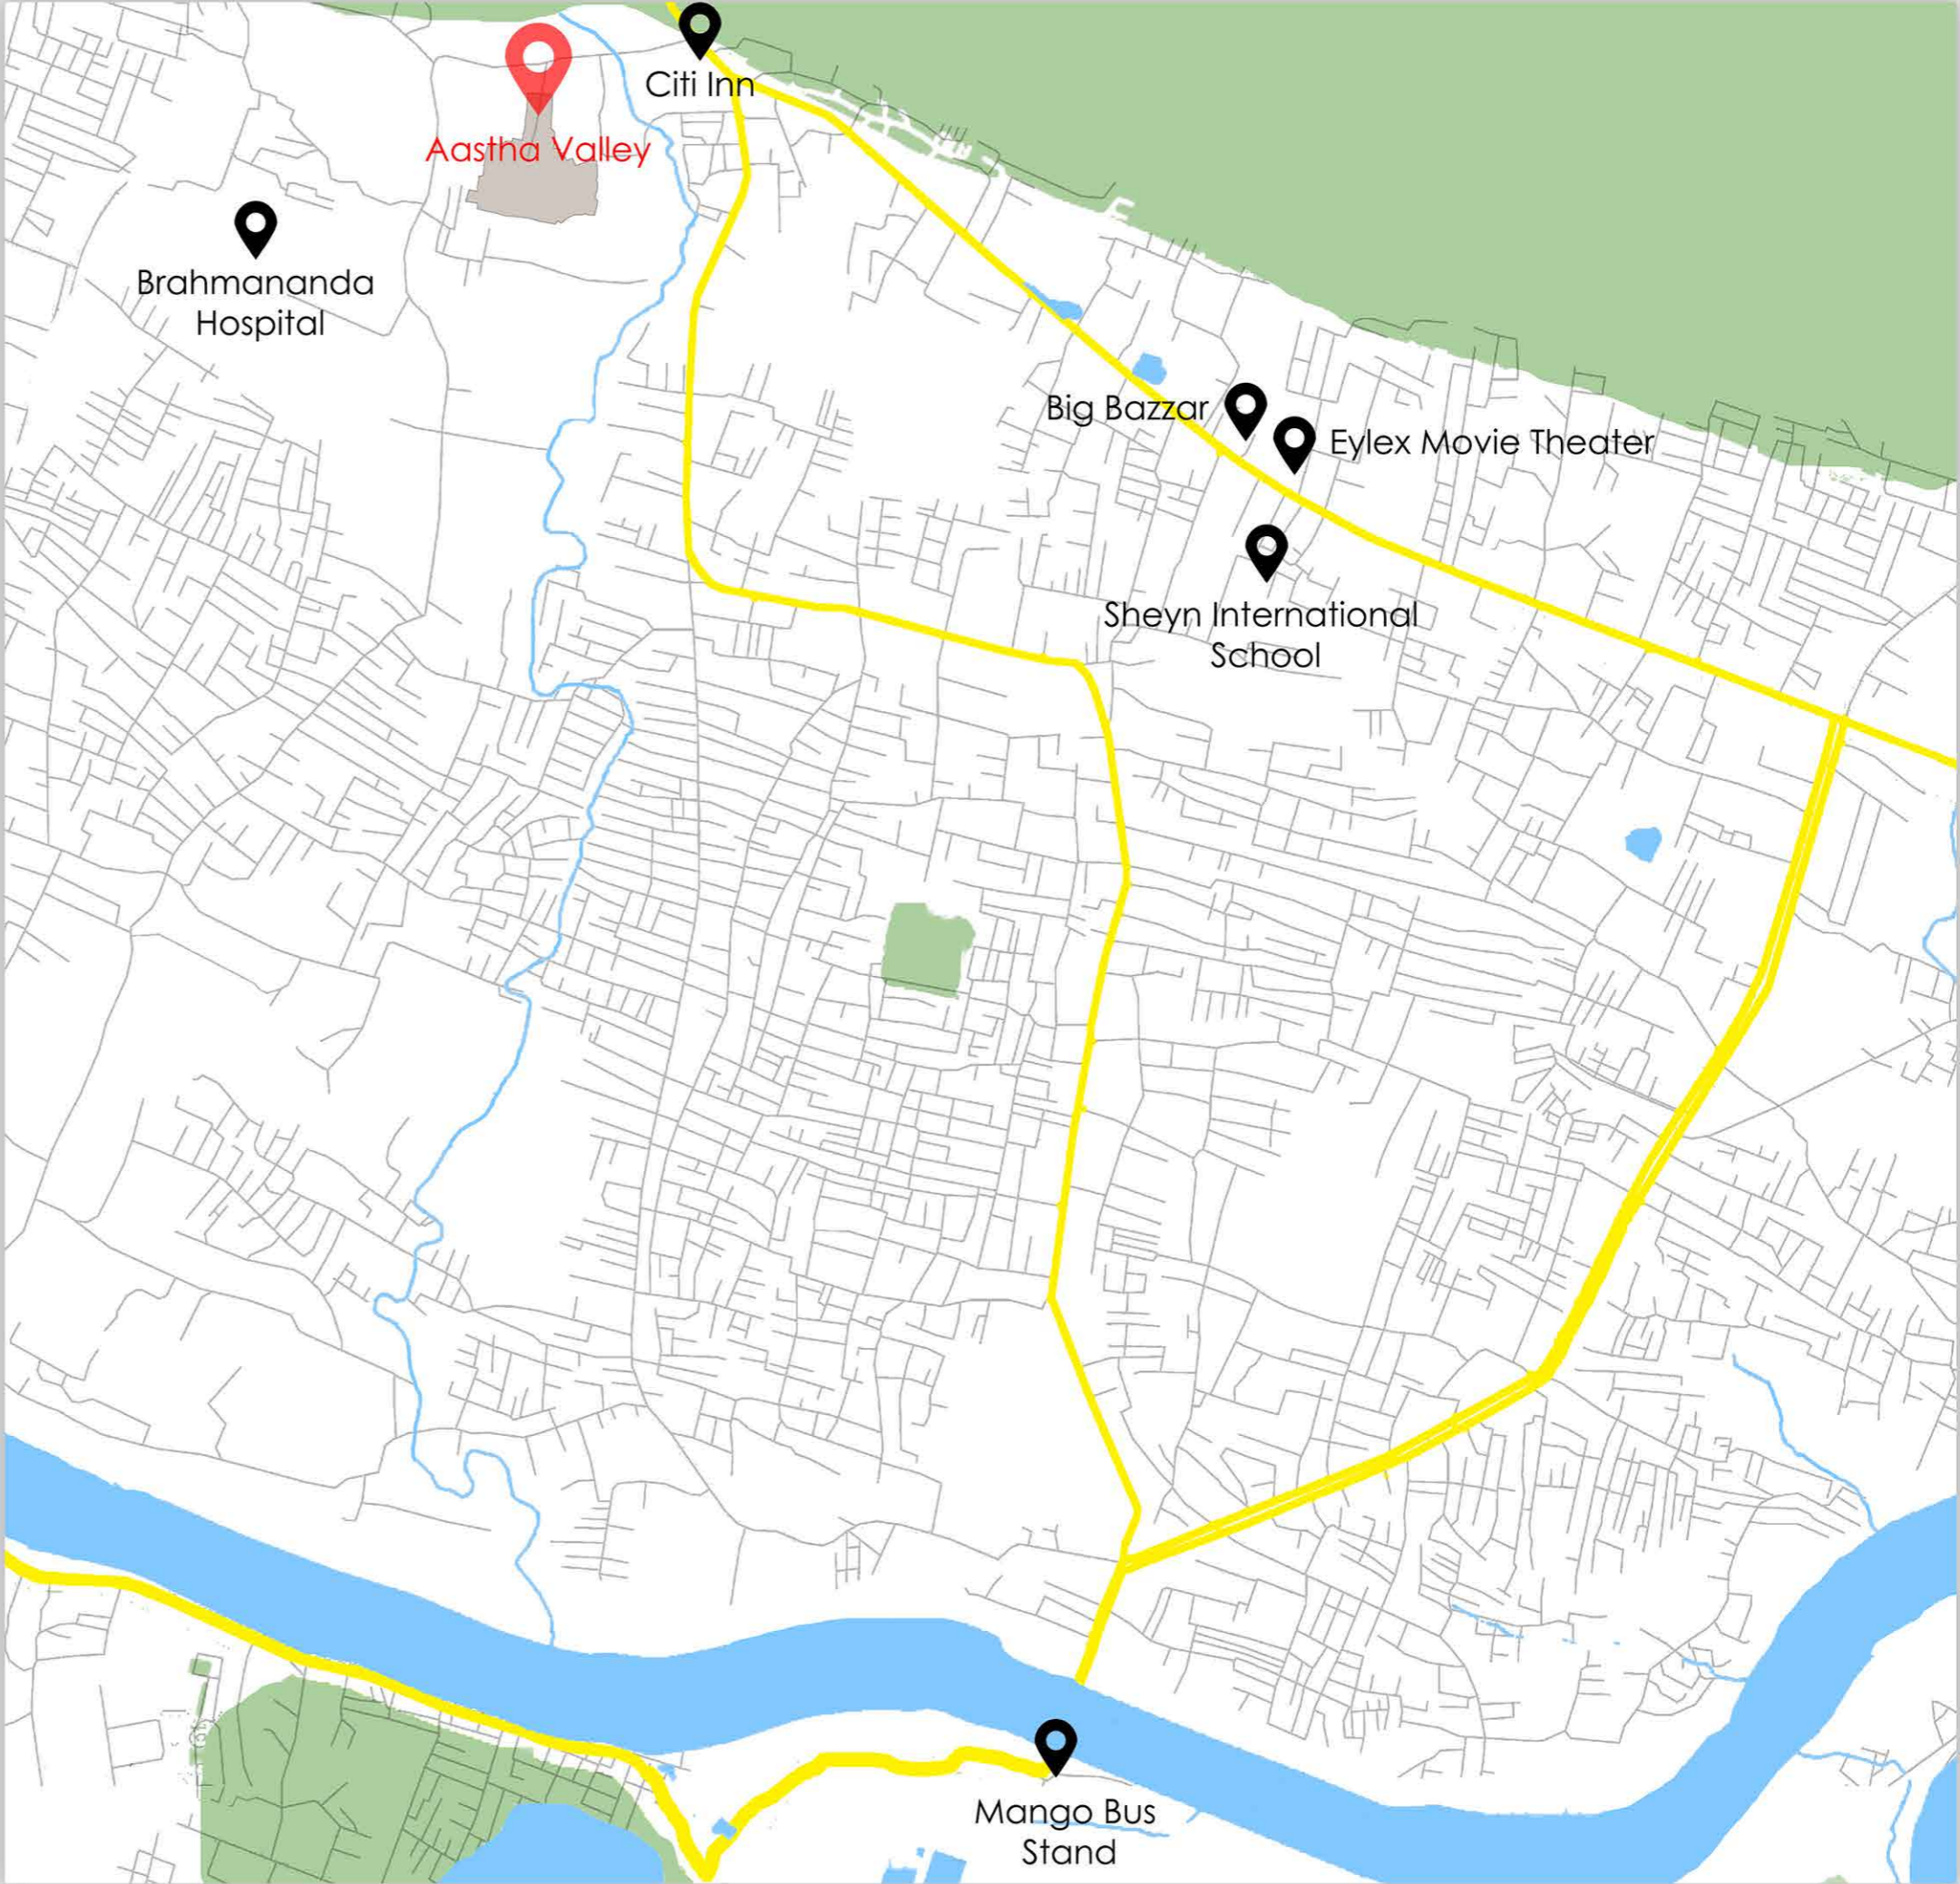 Citi Inn
Aastha Valley
Brahmananda
Hospital
Big Bazzar
Eylex Movie Theater
Sheyn International
School
Mango Bus
Stand